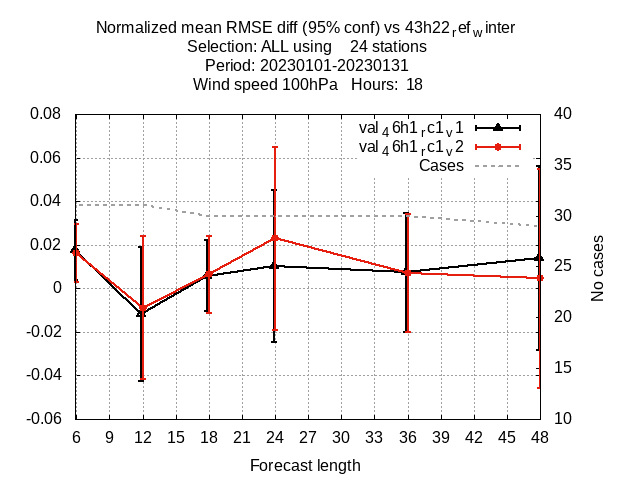 Normalized mean RMSE diff (95% conf) vs 43h22refwinter
Selection: ALL using 24 stations
Period: 20230101-20230131
Wind speed 100hPa Hours: 18
val46h1rc1v1
val46h1rc1v2
Cases
0.08
0.06
0.04
0.02
0
-0.02
-0.04
-0.06
40
35
30
25
20
15
10
No cases
6 9 12 15 18 21 24 27 30 33 36 39 42 45 48
Forecast length